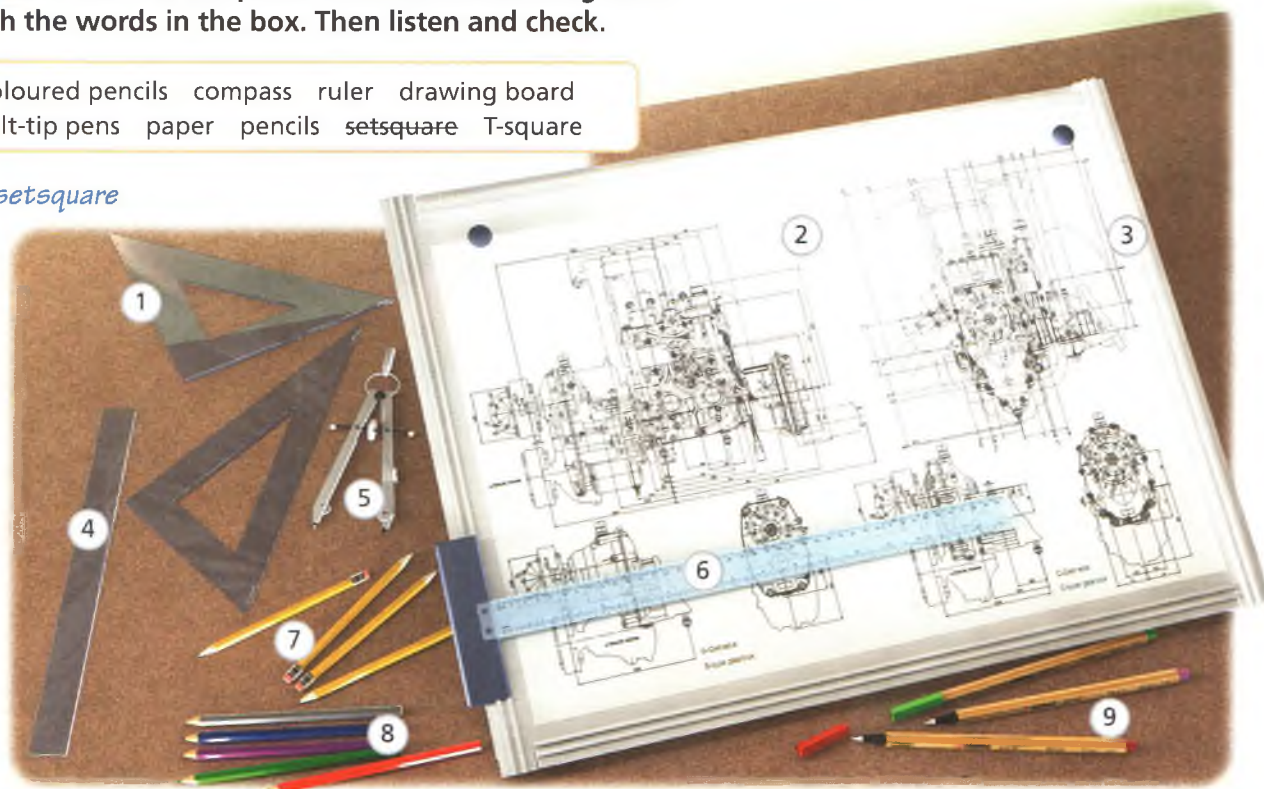 h the words in the box. Then listen and check.
oloured pencils compass ruler drawing board
lt-tip pens paper pencils setsquare T-square
setsquare
1
2
3
4
5
6
7
8
9